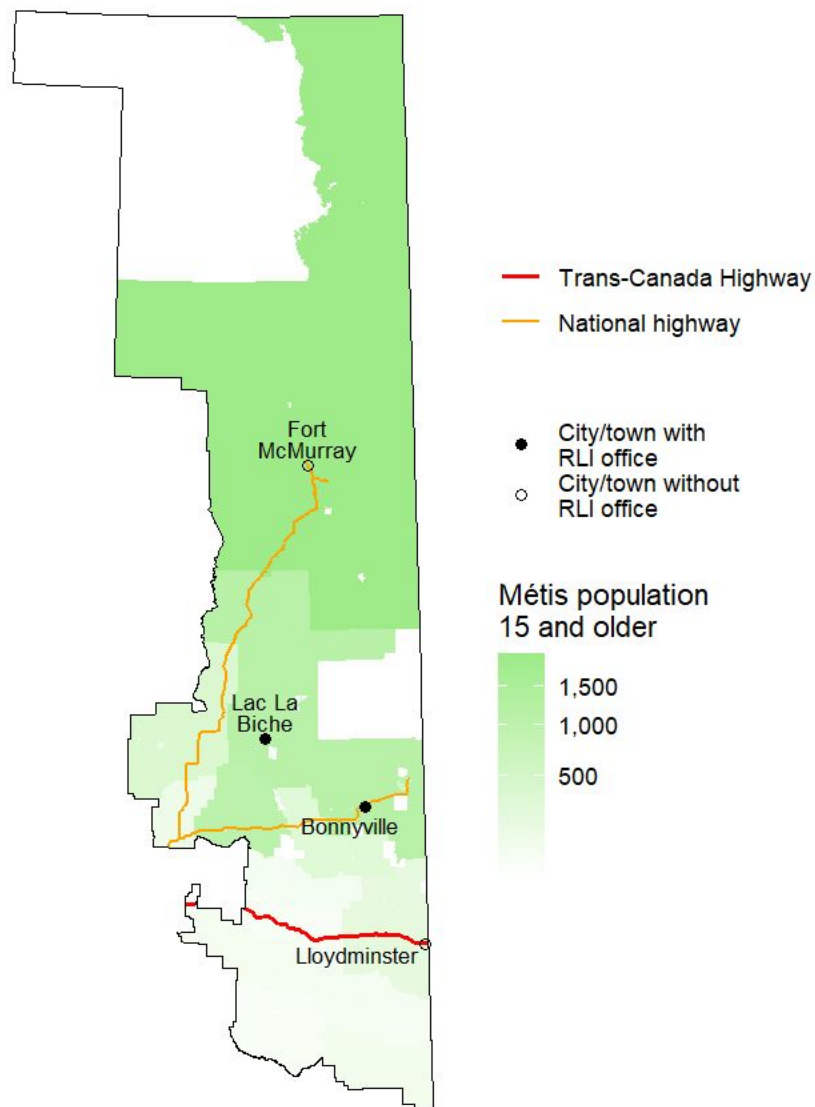 Trans-Canada Highway
National highway
Fort
McMurray
City/town with
RLI office
City/town without
RLI office
Métis population
15 and older
1,500
1,000
500
Lac La
Biche
Bonnyville
Lloydminster